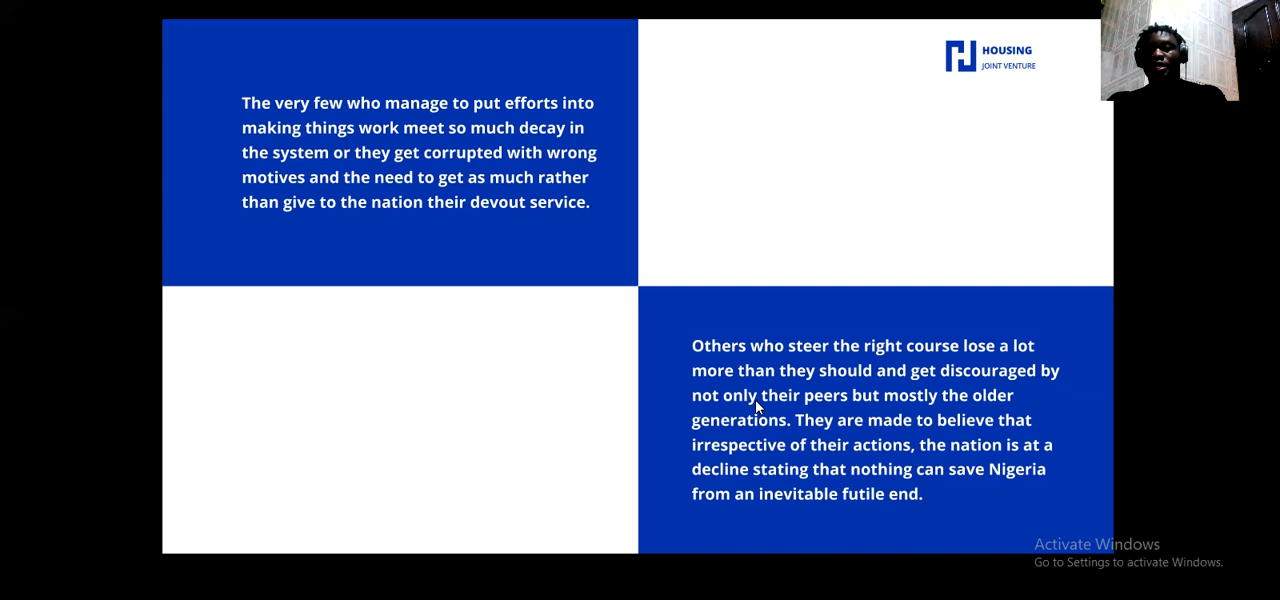 The very few who manage to put efforts into
making things work meet so much decay in
the system or they get corrupted with wrong
motives and the need to get as much rather
than give to the nation their devout service.
HOUSING
JOINT VENTURE
Others who steer the right course lose a lot
more than they should and get discouraged by
not only their peers but mostly the older
generations. They are made to believe that
irrespective of their actions, the nation is at a
decline stating that nothing can save Nigeria
from an inevitable futile end.
Activate Windows
Go to Settings to activate Windows.